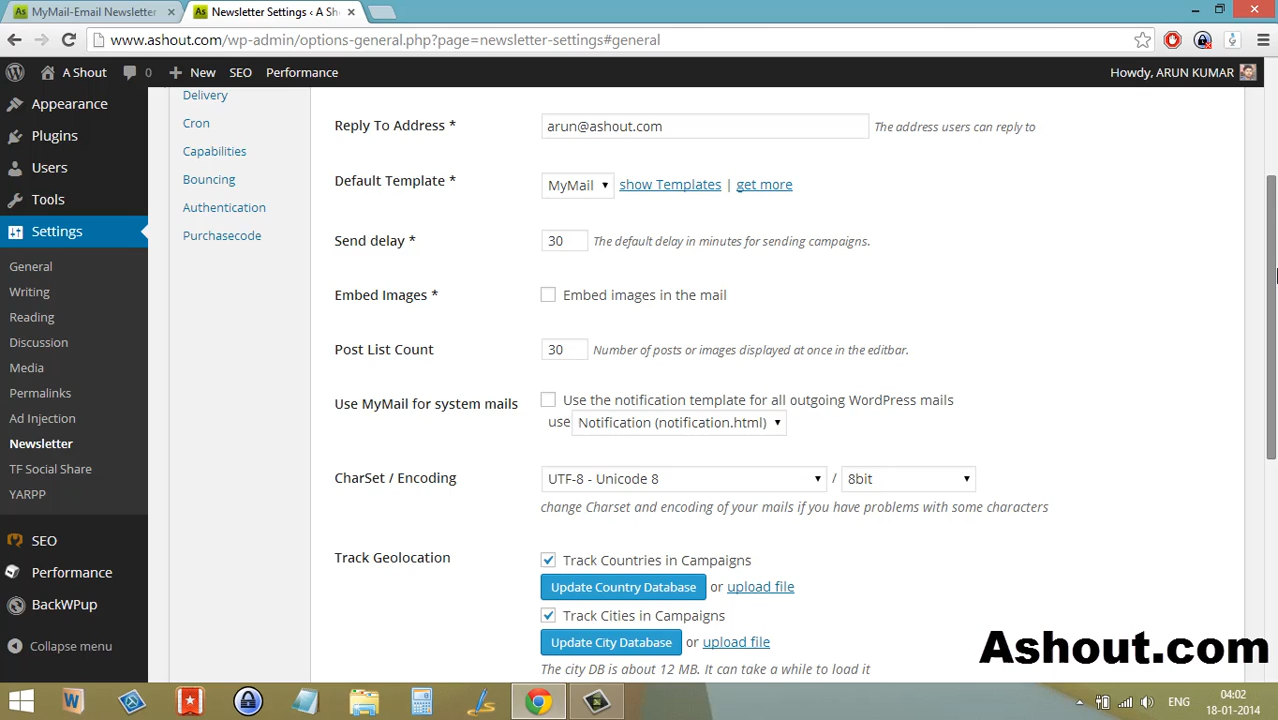 MyMail-Email Newsletter
Newsletter Settings ‹ A Sh
www.ashout.com/wp-admin/options-general.php?page=newsletter-settings#general
A Shout
0
New
SEO
Performance
Howdy, ARUN KUMAR
Appearance
Plugins
Users
Tools
Settings
General
Writing
Reading
Discussion
Media
Permalinks
Ad Injection
Newsletter
TF Social Share
YARPP
SEO
Performance
BackWPup
Collapse menu
Delivery
Cron
Capabilities
Bouncing
Authentication
Purchasecode
Reply To Address *
arun@ashout.com
The address users can reply to
Default Template *
MyMail
show Templates | get more
Send delay *
30
The default delay in minutes for sending campaigns.
Embed Images *
Embed images in the mail
Post List Count
30
Number of posts or images displayed at once in the editbar.
Use MyMail for system mails
Use the notification template for all outgoing WordPress mails
use
Notification (notification.html)
CharSet / Encoding
UTF-8 - Unicode 8
/
8bit
change Charset and encoding of your mails if you have problems with some characters
Track Geolocation
Track Countries in Campaigns
Update Country Database
or upload file
Track Cities in Campaigns
Update City Database
or upload file
The city DB is about 12 MB. It can take a while to load it
Ashout.com
ENG
04:02
18-01-2014